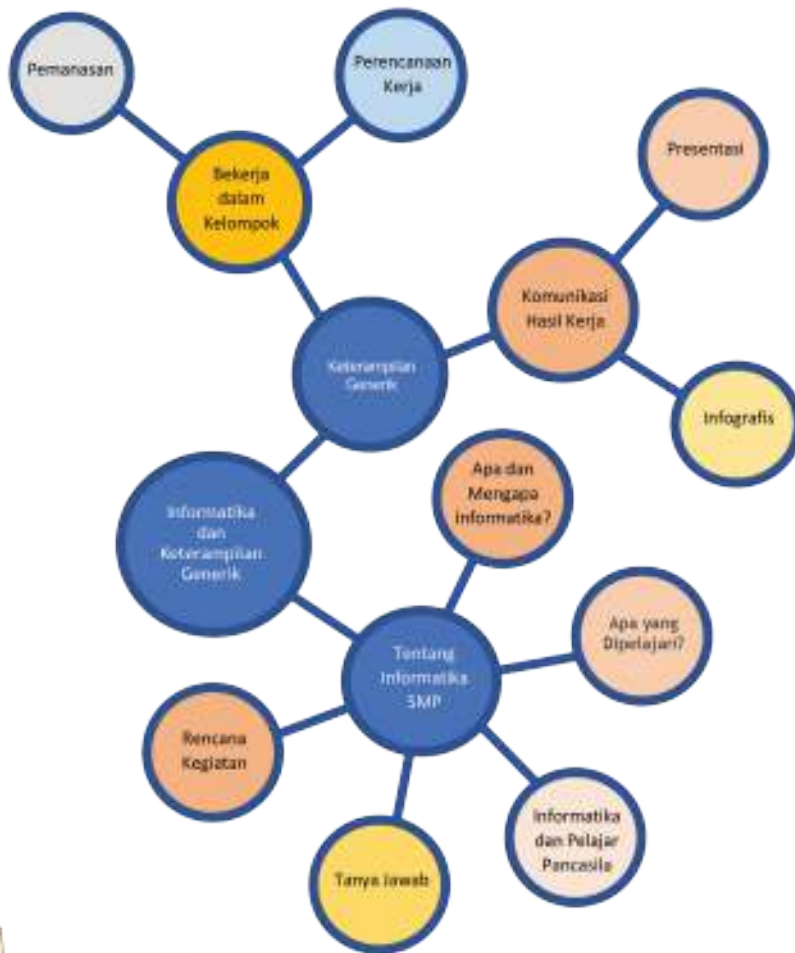 Pemanasan
Perencanaan
Kerja
Bekerja
dalam
Kelompok
Presentasi
Komunikasi
Hasil Kerja
Keterampilan
Generik
Infografis
Apa dan
Mengapa
informatika?
Informatika
dan
Keterampilan
Generik
Apa yang
Dipelajari?
Tentang
Informatika
SMP
Rencana
Kegiatan
Informatika
dan Pelajar
Pancasila
Tanya Jawab